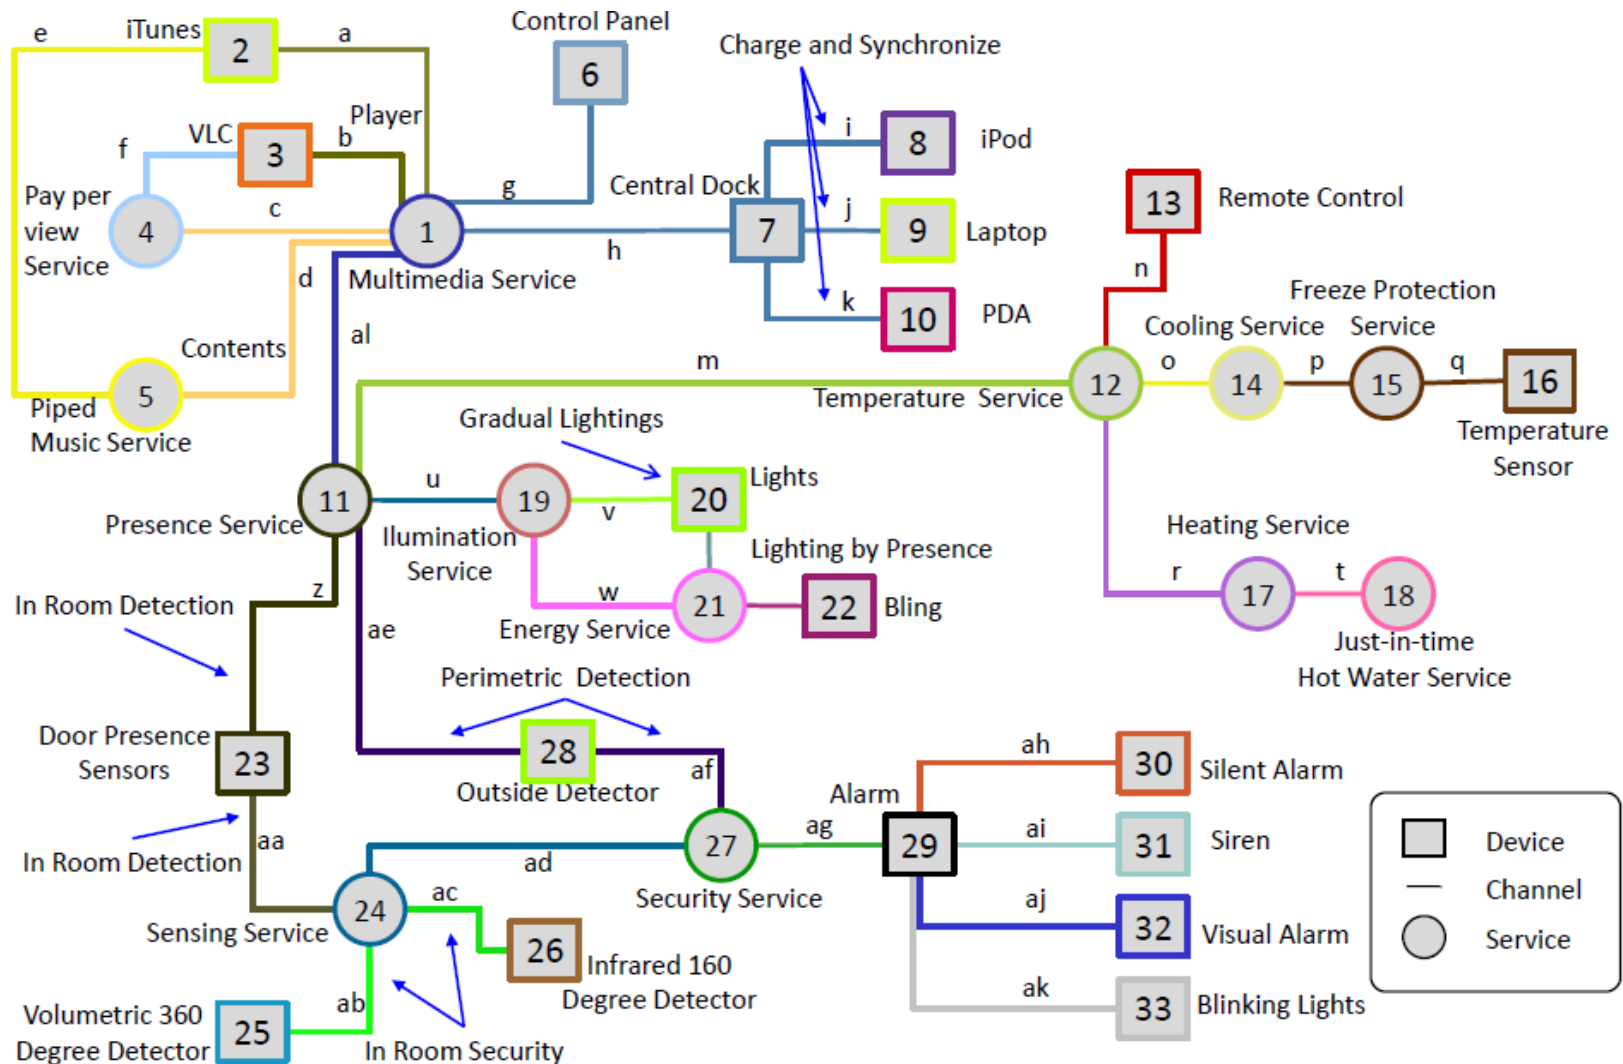 e
iTunes
2
a
Control Panel
6
Charge and Synchronize
Player
VLC
3
b
f
i
8
iPod
Pay per
view
Service
4
c
g
1
Multimedia Service
h
Central Dock
7
j
9
Laptop
k
10
PDA
13
Remote Control
n
d
al
Contents
5
Piped
Music Service
m
Freeze Protection
Service
Cooling Service
12
Temperature Service
o
14
p
15
q
16
Temperature
Sensor
Gradual Lightings
11
Presence Service
u
19
Ilumination
Service
v
20
Lights
Lighting by Presence
w
21
Energy Service
22
Bling
Heating Service
r
17
t
18
Just-in-time
Hot Water Service
In Room Detection
z
ae
Perimetric Detection
Door Presence
Sensors
23
28
Outside Detector
af
aa
In Room Detection
ad
27
Security Service
ag
Alarm
29
ah
30
Silent Alarm
ai
31
Siren
aj
32
Visual Alarm
ak
33
Blinking Lights
24
Sensing Service
ac
26
Infrared 160
Degree Detector
ab
Volumetric 360
Degree Detector
25
In Room Security
Device
Channel
Service